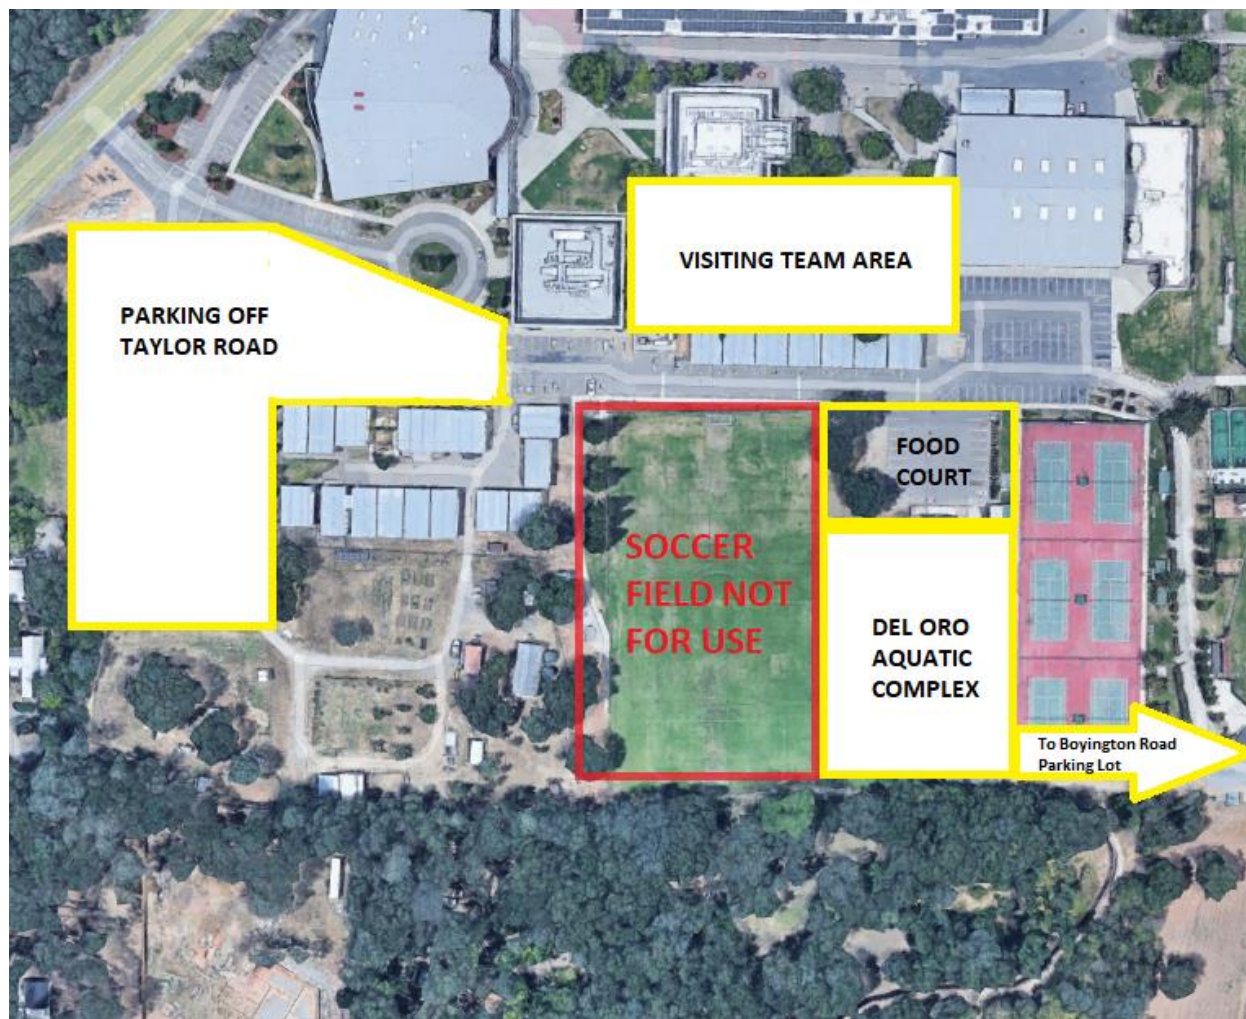 VISITING TEAM AREA
PARKING OFF
TAYLOR ROAD
FOOD
COURT
SOCCER
FIELD NOT
FOR USE
DEL ORO
AQUATIC
COMPLEX
To Boyington Road
Parking Lot